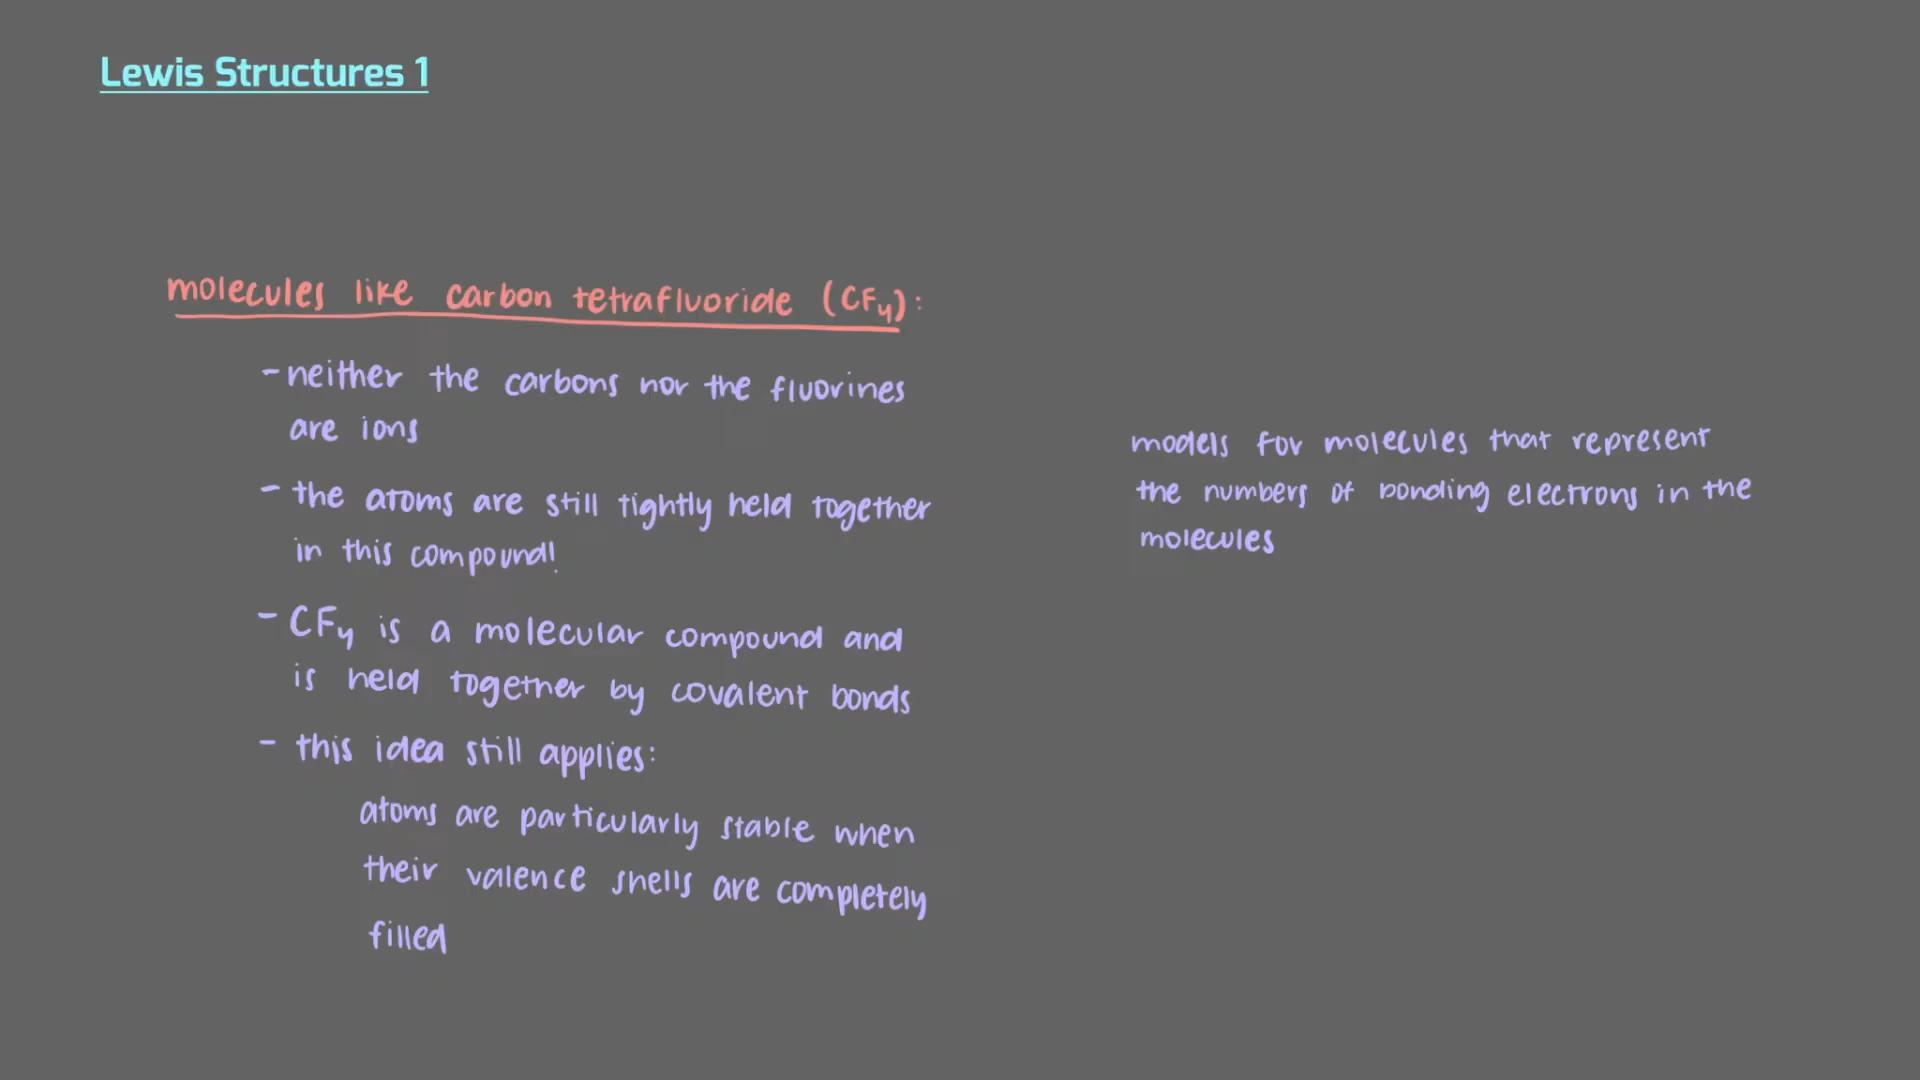 Lewis Structures 1
molecules like carbon tetrafluoride (CF₄):
- neither the carbons nor the fluorines
are ions
- the atoms are still tightly held together
in this compound!
- CF₄ is a molecular compound and
is held together by covalent bonds
- this idea still applies:
atoms are particularly stable when
their valence shells are completely
filled
models for molecules that represent
the numbers of bonding electrons in the
molecules